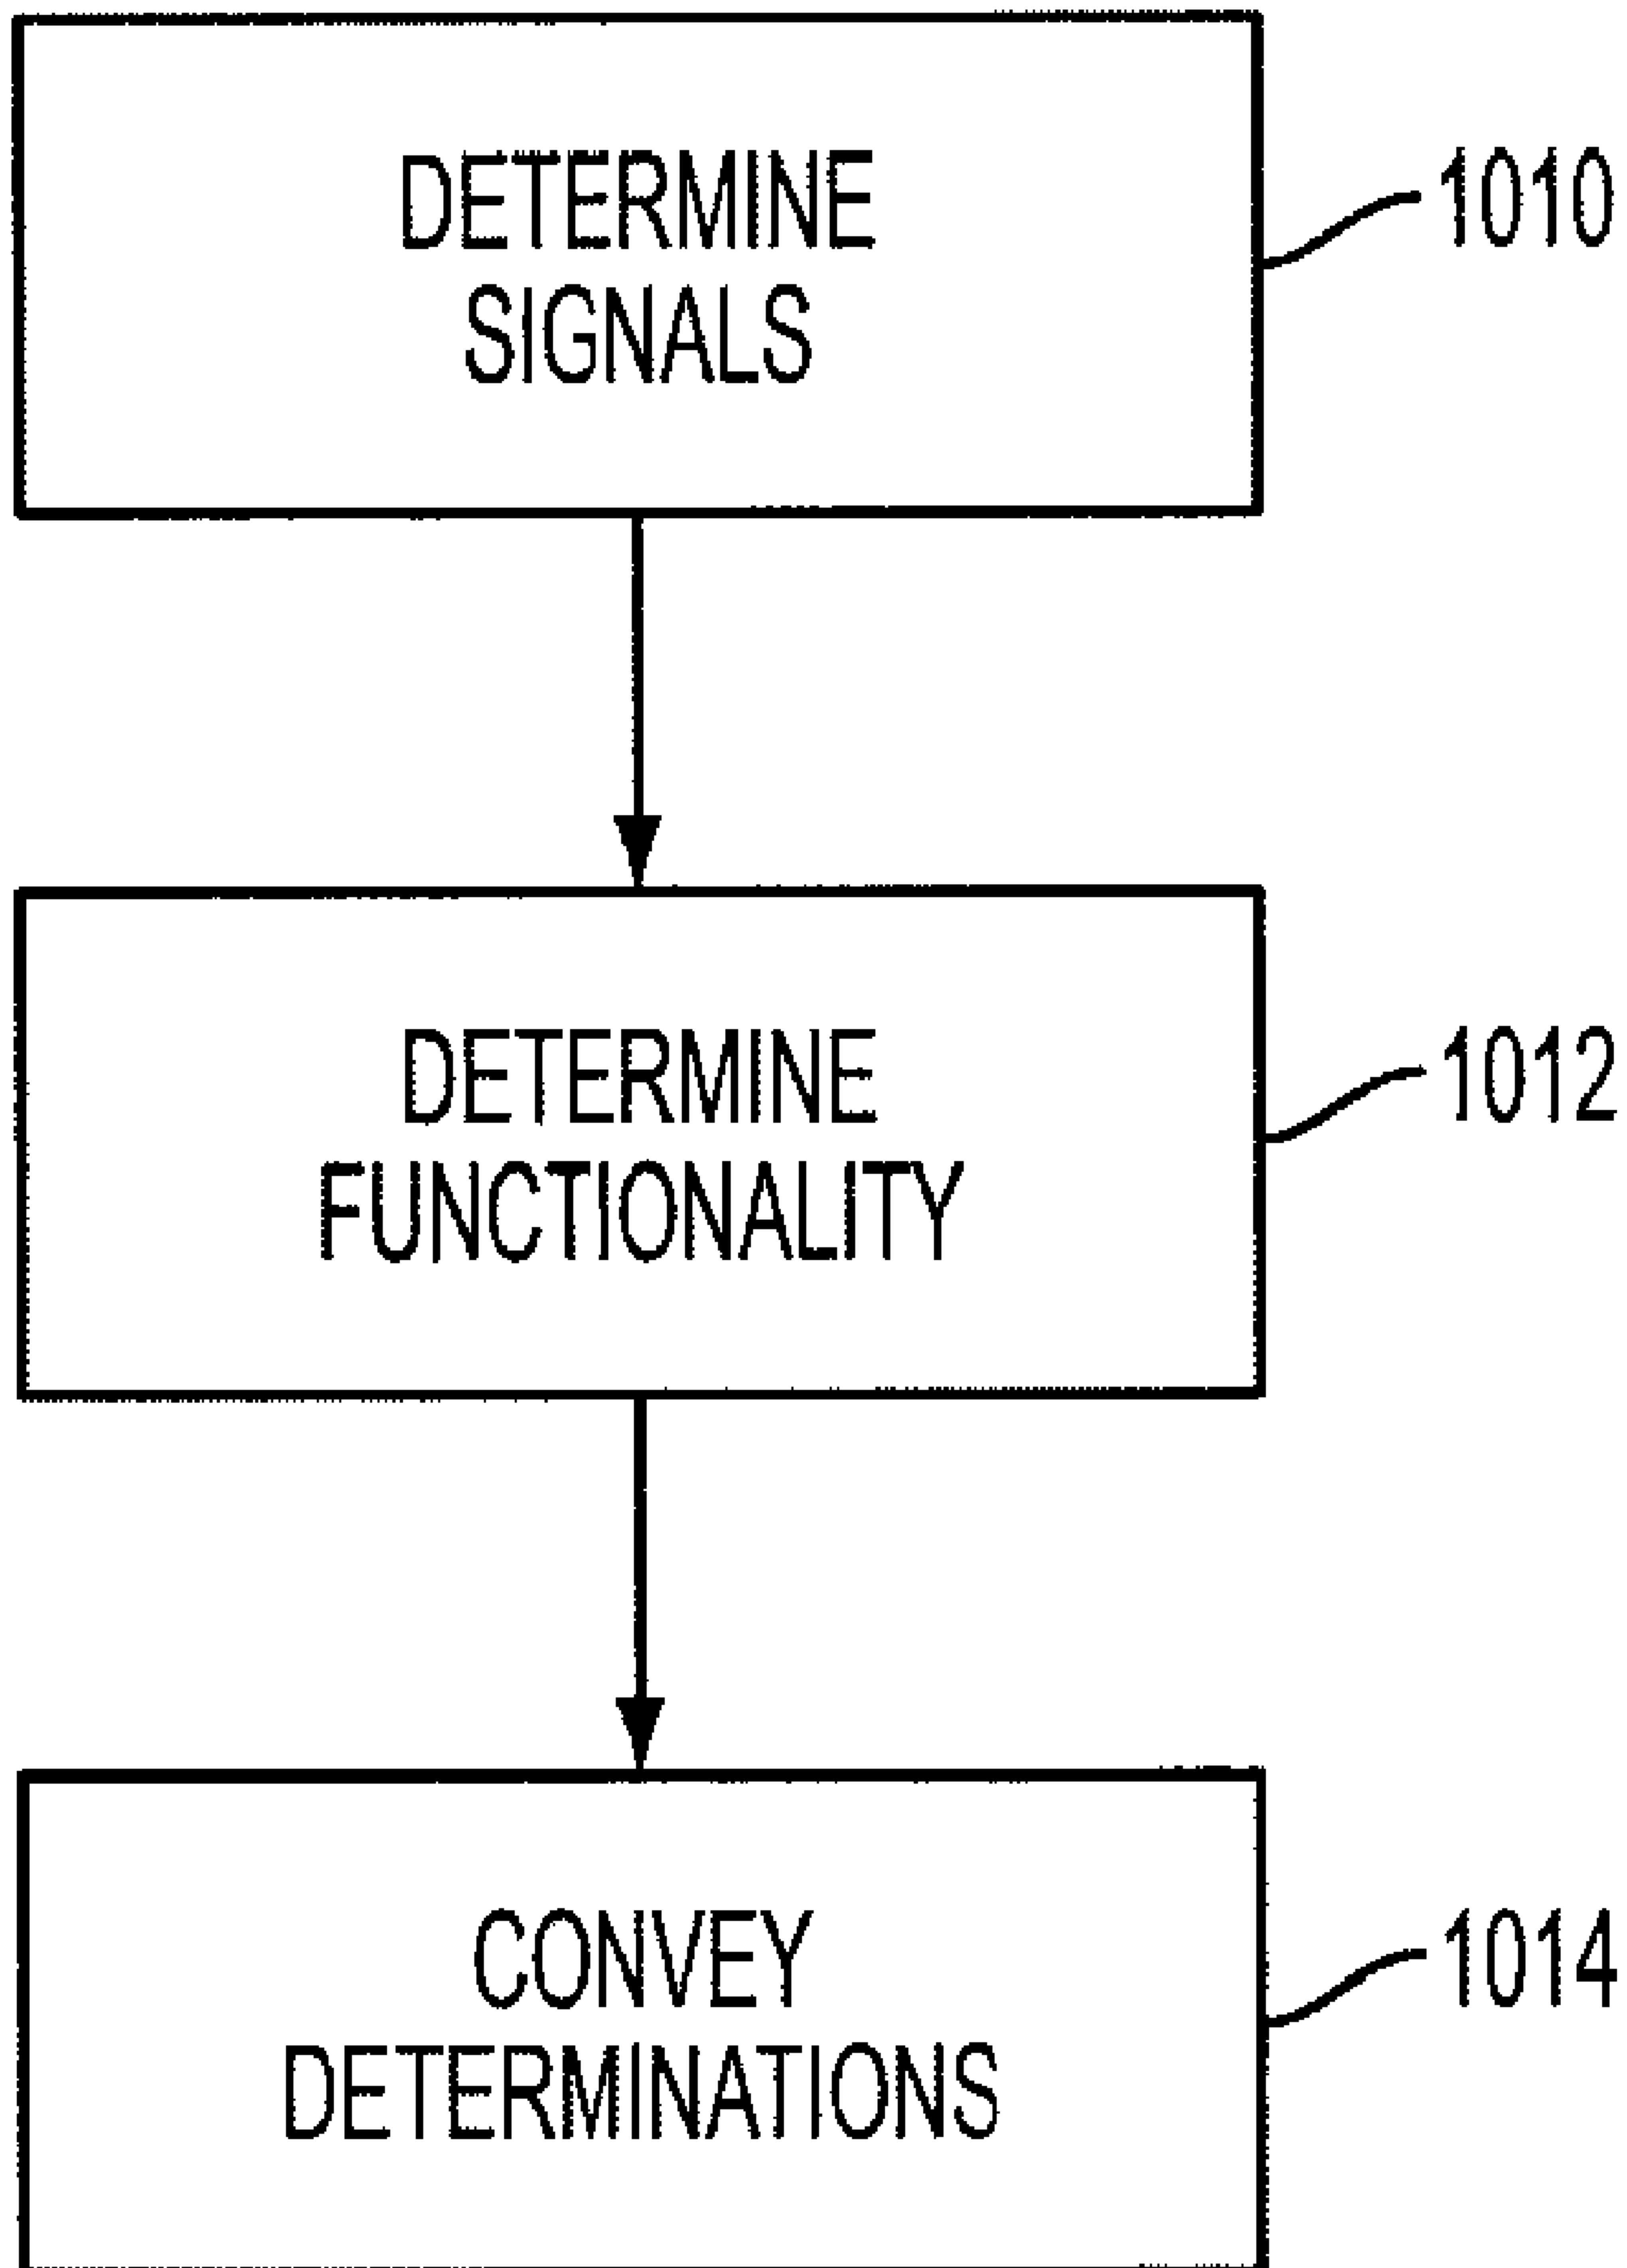 DETERMINE
SIGNALS
1010
DETERMINE
FUNCTIONALITY
1012
CONVEY
DETERMINATIONS
1014